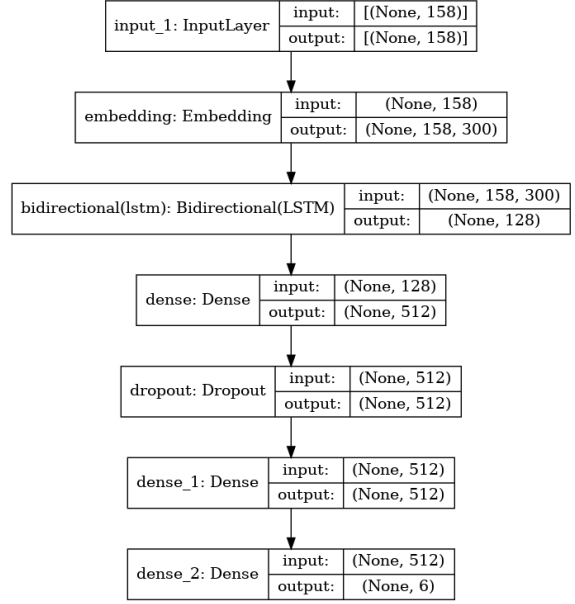 input_1: InputLayer
input: [(None, 158)]
output: [(None, 158)]
embedding: Embedding
input: (None, 158)
output: (None, 158, 300)
bidirectional(lstm): Bidirectional(LSTM)
input: (None, 158, 300)
output: (None, 128)
dense: Dense
input: (None, 128)
output: (None, 512)
dropout: Dropout
input: (None, 512)
output: (None, 512)
dense_1: Dense
input: (None, 512)
output: (None, 512)
dense_2: Dense
input: (None, 512)
output: (None, 6)